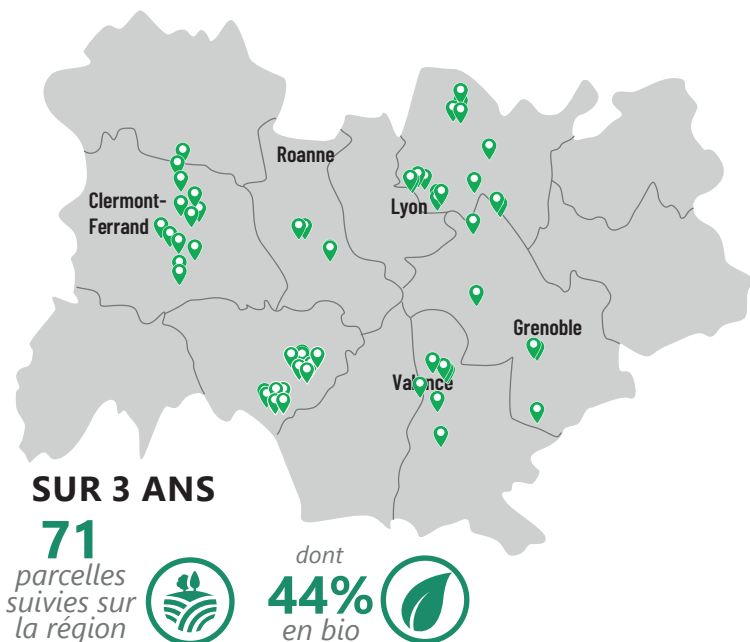 Roanne
Clermont-
Ferrand
Lyon
Grenoble
Valence
SUR 3 ANS
71
parcelles
suivies sur
la région
dont
44%
en bio